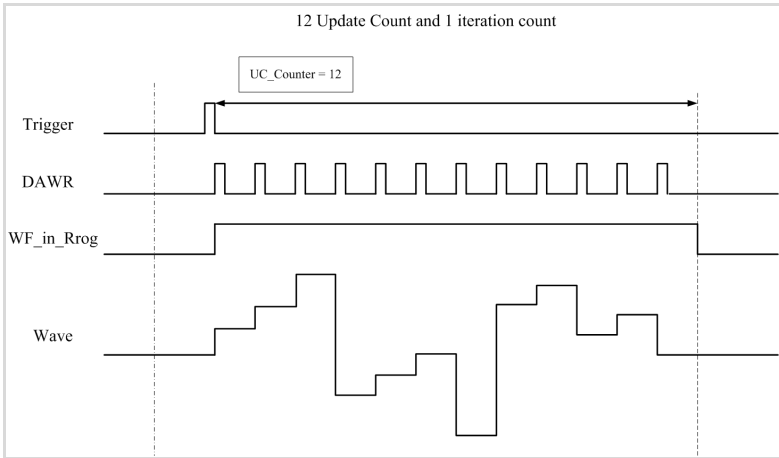 12 Update Count and 1 iteration count
UC_Counter = 12
Trigger
DAWR
WF_in_Rrog
Wave